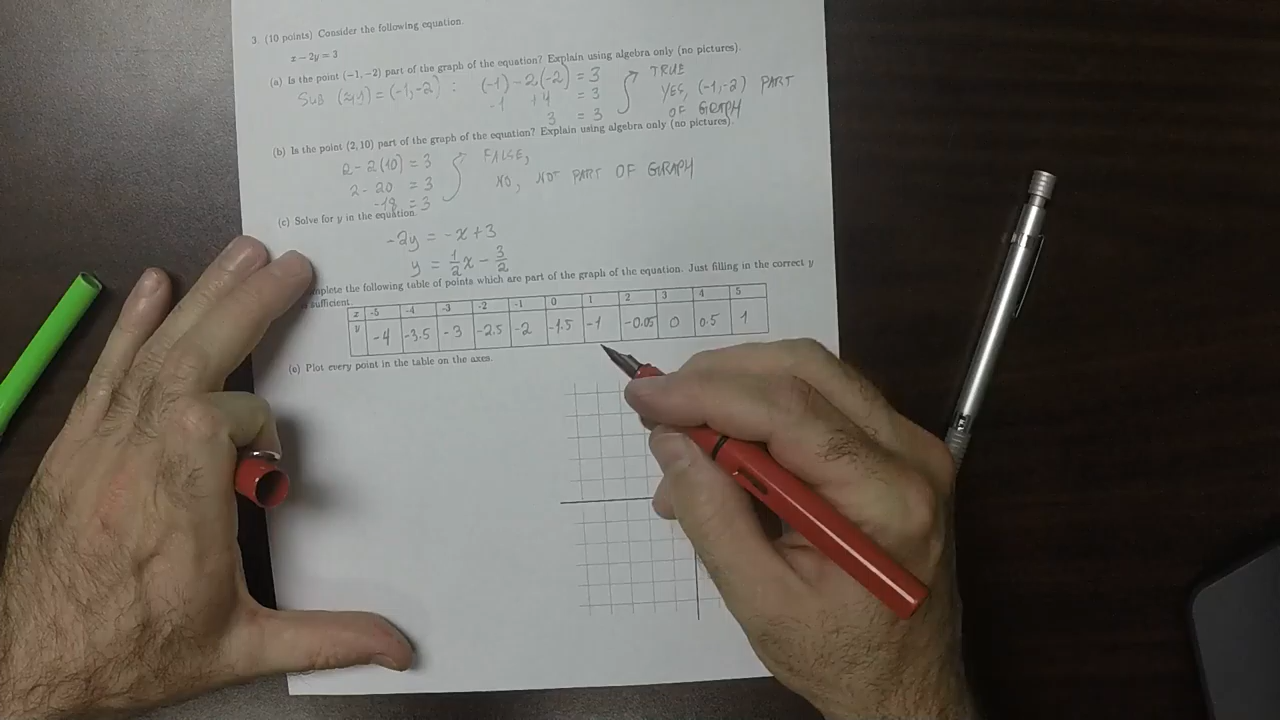 3. (10 points) Consider the following equation.
x − 2y = 3
(a) Is the point (−1, −2) part of the graph of the equation? Explain using algebra only (no pictures).
SUB (x,y) = (-1,-2) : (-1) - 2(-2) = 3 TRUE
-1 +4 = 3 YES, (-1,-2) PART
3 = 3 OF GRAPH
(b) Is the point (2, 10) part of the graph of the equation? Explain using algebra only (no pictures).
2 - 2(10) = 3 FALSE,
2 - 20 = 3 NO, NOT PART OF GRAPH
-18 = 3
(c) Solve for y in the equation.
-2y = -x + 3
y = 1/2 x - 3/2
mplete the following table of points which are part of the graph of the equation. Just filling in the correct y
sufficient.
x -5 -4 -3 -2 -1 0 1 2 3 4 5
y -4 -3.5 -3 -2.5 -2 -1.5 -1 -0.05 0 0.5 1
(e) Plot every point in the table on the axes.